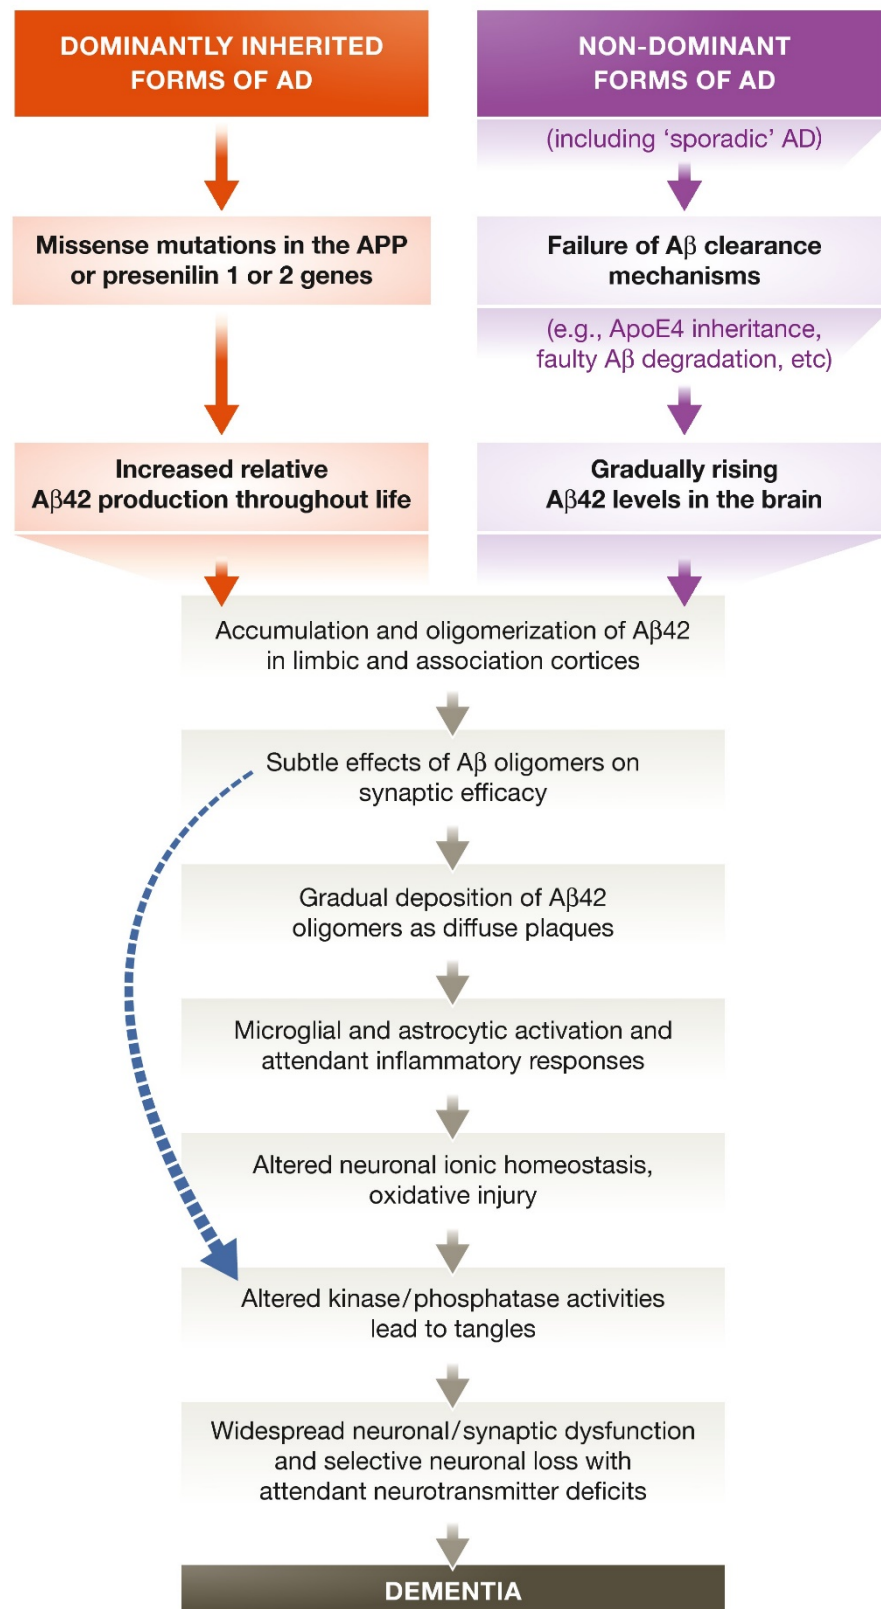 DOMINANTLY INHERITED
FORMS OF AD
NON-DOMINANT
FORMS OF AD
(including ‘sporadic’ AD)
Missense mutations in the APP
or presenilin 1 or 2 genes
Failure of Aβ clearance
mechanisms
(e.g., ApoE4 inheritance,
faulty Aβ degradation, etc)
Increased relative
Aβ42 production throughout life
Gradually rising
Aβ42 levels in the brain
Accumulation and oligomerization of Aβ42
in limbic and association cortices
Subtle effects of Aβ oligomers on
synaptic efficacy
Gradual deposition of Aβ42
oligomers as diffuse plaques
Microglial and astrocytic activation and
attendant inflammatory responses
Altered neuronal ionic homeostasis,
oxidative injury
Altered kinase/phosphatase activities
lead to tangles
Widespread neuronal/synaptic dysfunction
and selective neuronal loss with
attendant neurotransmitter deficits
DEMENTIA